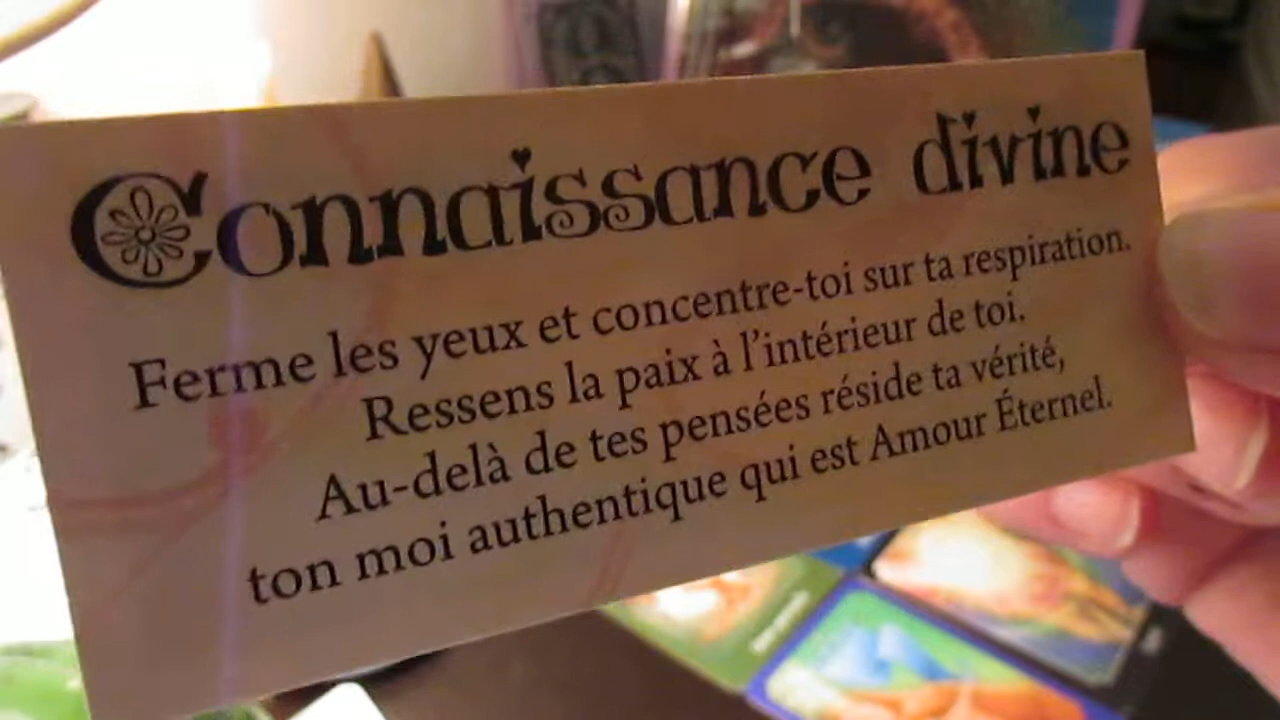 Connaissance divine
Ferme les yeux et concentre-toi sur ta respiration.
Ressens la paix à l'intérieur de toi.
Au-delà de tes pensées réside ta vérité,
ton moi authentique qui est Amour Éternel.